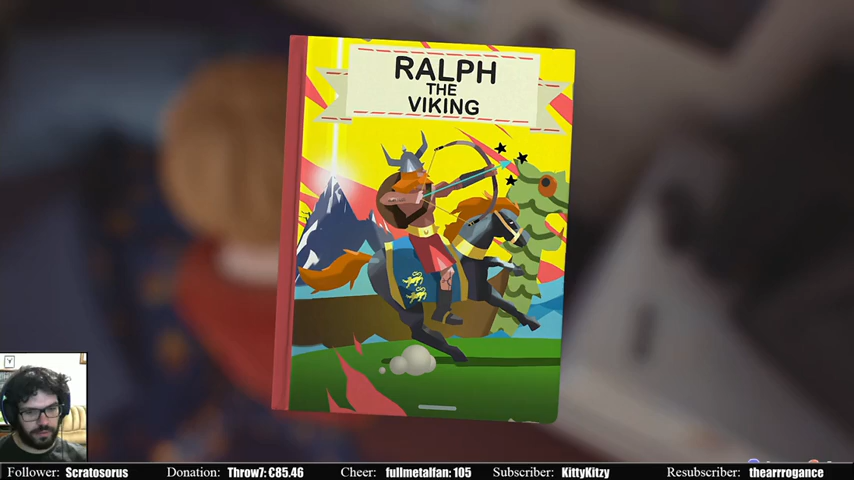 RALPH
THE
VIKING
Y
Follower: Scratosorus Donation: Throw7: €85.46 Cheer: fullmetalfan: 105 Subscriber: KittyKitzy Resubscriber: thearrrogance